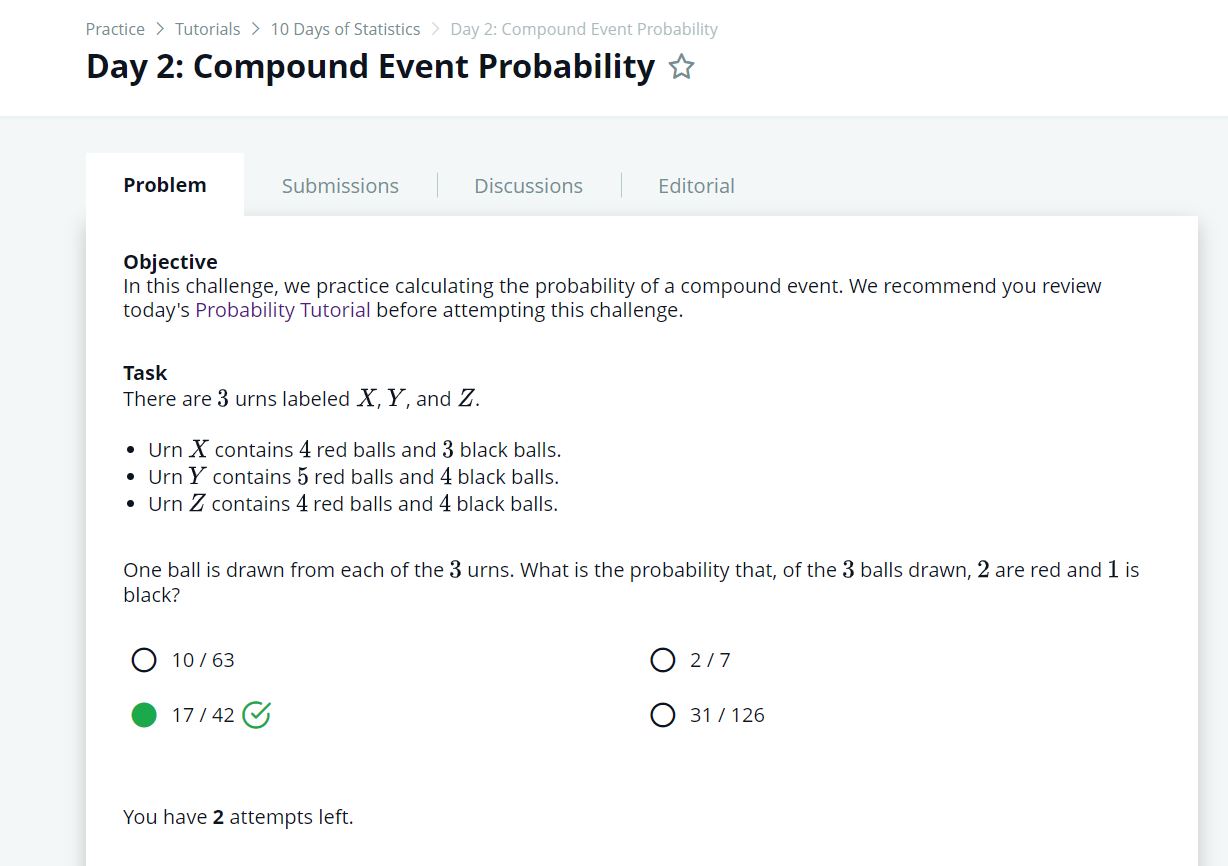 Practice > Tutorials > 10 Days of Statistics > Day 2: Compound Event Probability
Day 2: Compound Event Probability
Problem Submissions Discussions Editorial
Objective
In this challenge, we practice calculating the probability of a compound event. We recommend you review
today's Probability Tutorial before attempting this challenge.
Task
There are 3 urns labeled X, Y, and Z.
• Urn X contains 4 red balls and 3 black balls.
• Urn Y contains 5 red balls and 4 black balls.
• Urn Z contains 4 red balls and 4 black balls.
One ball is drawn from each of the 3 urns. What is the probability that, of the 3 balls drawn, 2 are red and 1 is
black?
10 / 63 2 / 7
17 / 42 31 / 126
You have 2 attempts left.